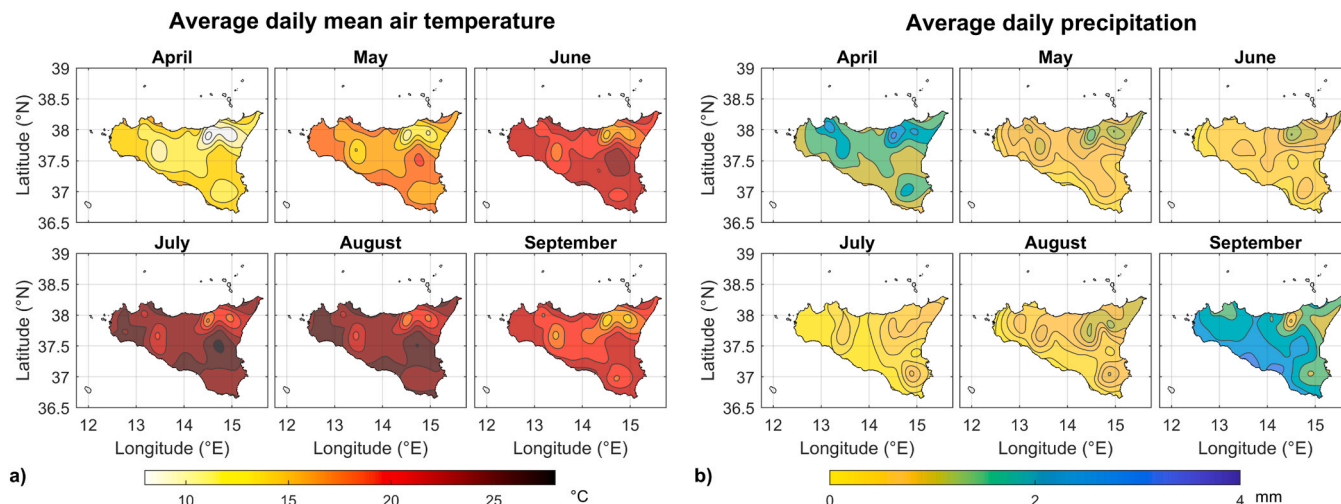 Average daily mean air temperature
April
May
June
39
38.5
38
37.5
37
36.5
Latitude (°N)
July
August
September
39
38.5
38
37.5
37
36.5
Latitude (°N)
12 13 14 15
12 13 14 15
12 13 14 15
Longitude (°E)
Longitude (°E)
Longitude (°E)
a)
10 15 20 25
°C
Average daily precipitation
April
May
June
39
38.5
38
37.5
37
36.5
Latitude (°N)
July
August
September
39
38.5
38
37.5
37
36.5
Latitude (°N)
12 13 14 15
12 13 14 15
12 13 14 15
Longitude (°E)
Longitude (°E)
Longitude (°E)
b)
0 2 4
mm